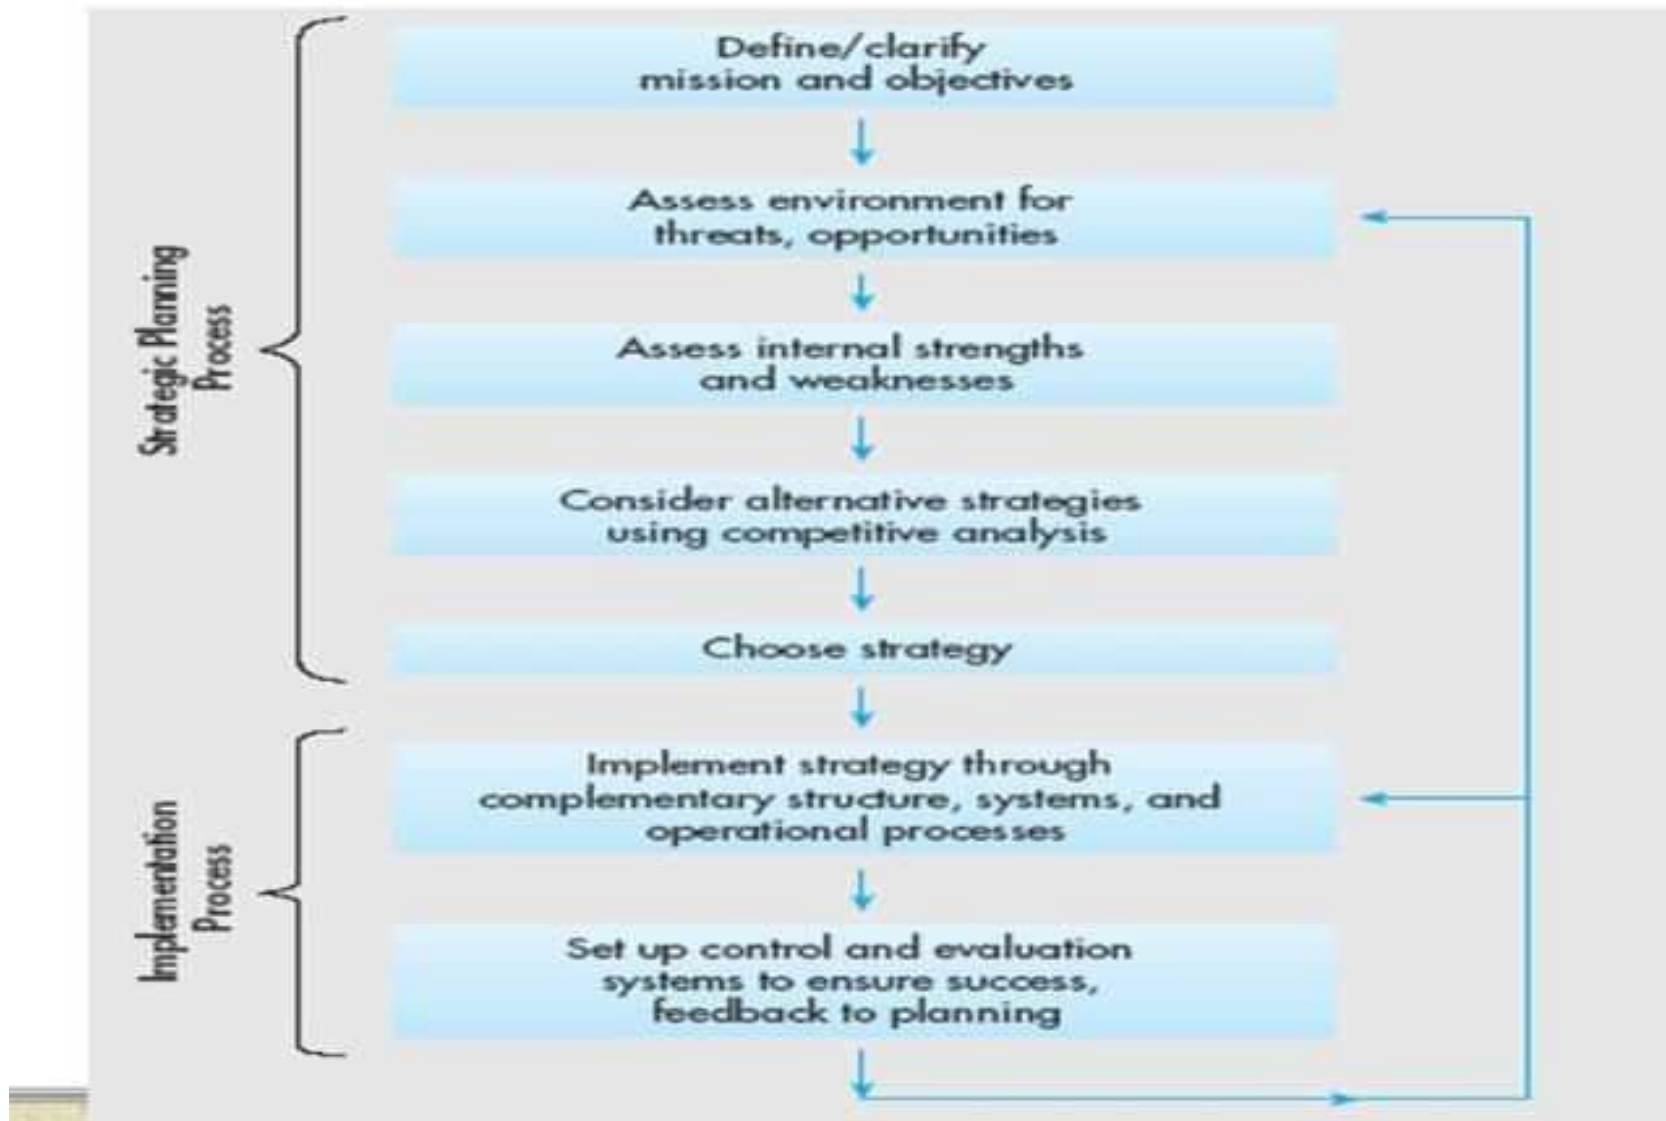 Define/clarify
mission and objectives
Assess environment for
threats, opportunities
Assess internal strengths
and weaknesses
Consider alternative strategies
using competitive analysis
Choose strategy
Strategic Planning
Process
Implement strategy through
complementary structure, systems, and
operational processes
Set up control and evaluation
systems to ensure success,
feedback to planning
Implementation
Process